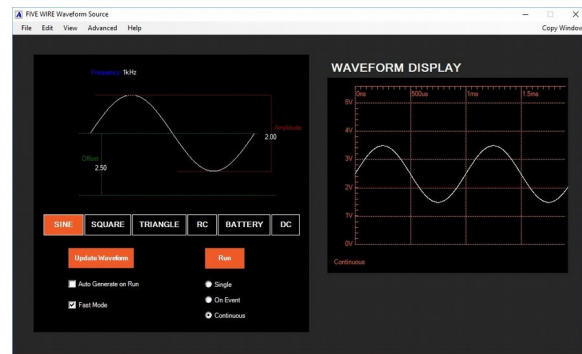 FIVE WIRE Waveform Source
File Edit View Advanced Help Copy Window
Frequency 1kHz
Amplitude
2.00
Offset
2.50
SINE SQUARE TRIANGLE RC BATTERY DC
Update Waveform Run
Auto Generate on Run Single
Fast Mode On Event
Continuous
WAVEFORM DISPLAY
0ns 500us 1ms 1.5ms
5V
4V
3V
2V
1V
0V
Continuous